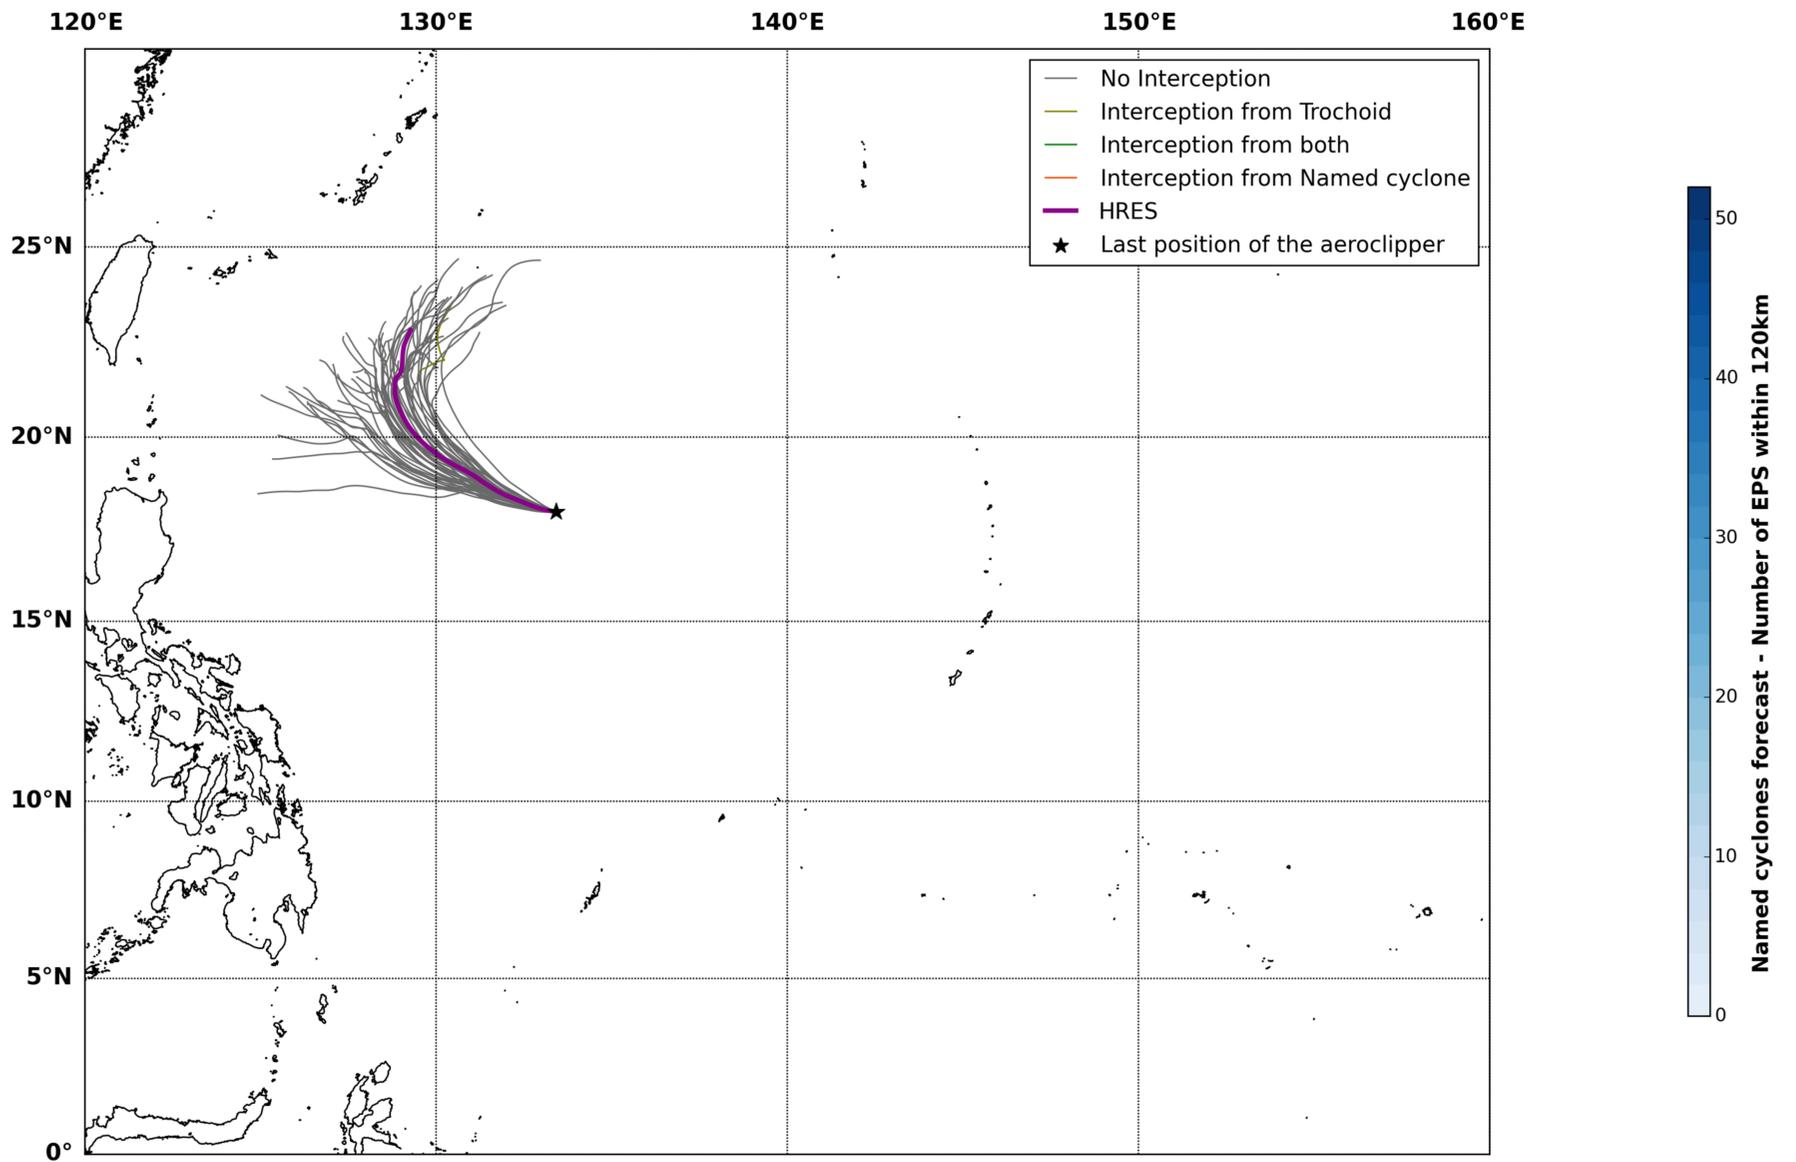 120°E 130°E 140°E 150°E 160°E
No Interception
Interception from Trochoid
Interception from both
Interception from Named cyclone
HRES
Last position of the aeroclipper
25°N
20°N
15°N
10°N
5°N
0°
50
40
30
20
10
0
Named cyclones forecast - Number of EPS within 120km